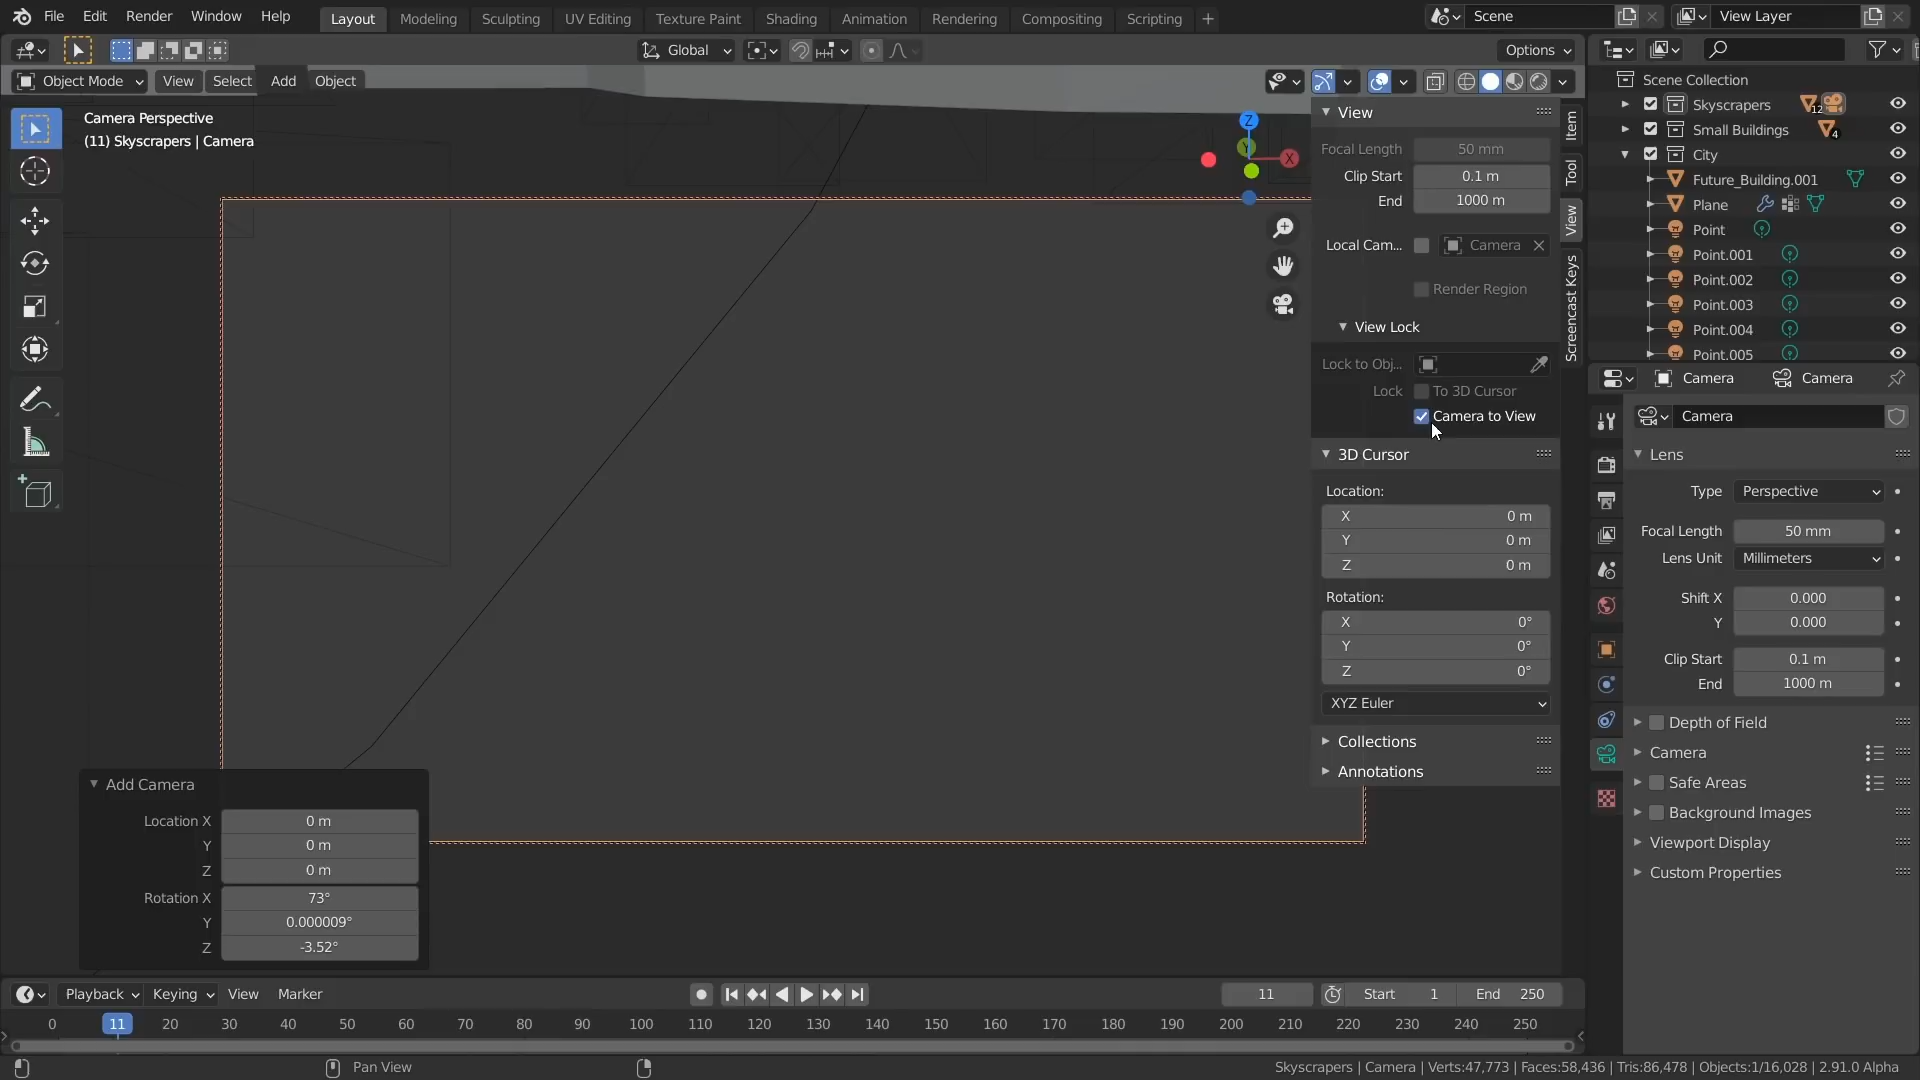 File Edit Render Window Help Layout Modeling Sculpting UV Editing Texture Paint Shading Animation Rendering Compositing Scripting + Scene View Layer
Global Options
Object Mode View Select Add Object
Camera Perspective
(11) Skyscrapers | Camera
Z
Y
X
View
Focal Length 50 mm
Clip Start 0.1 m
End 1000 m
Local Cam... Camera
Render Region
View Lock
Lock to Obj...
Lock To 3D Cursor
Camera to View
3D Cursor
Location:
X 0 m
Y 0 m
Z 0 m
Rotation:
X 0°
Y 0°
Z 0°
XYZ Euler
Collections
Annotations
Item
Tool
View
Screencast Keys
Scene Collection
Skyscrapers 12
Small Buildings 4
City
Future_Building.001
Plane
Point
Point.001
Point.002
Point.003
Point.004
Point.005
Camera Camera
Camera
Lens
Type Perspective
Focal Length 50 mm
Lens Unit Millimeters
Shift X 0.000
Y 0.000
Clip Start 0.1 m
End 1000 m
Depth of Field
Camera
Safe Areas
Background Images
Viewport Display
Custom Properties
Add Camera
Location X 0 m
Y 0 m
Z 0 m
Rotation X 73°
Y 0.000009°
Z -3.52°
Playback Keying View Marker 11 Start 1 End 250
0 11 20 30 40 50 60 70 80 90 100 110 120 130 140 150 160 170 180 190 200 210 220 230 240 250
Pan View Skyscrapers | Camera | Verts:47,773 | Faces:58,436 | Tris:86,478 | Objects:1/16,028 | 2.91.0 Alpha